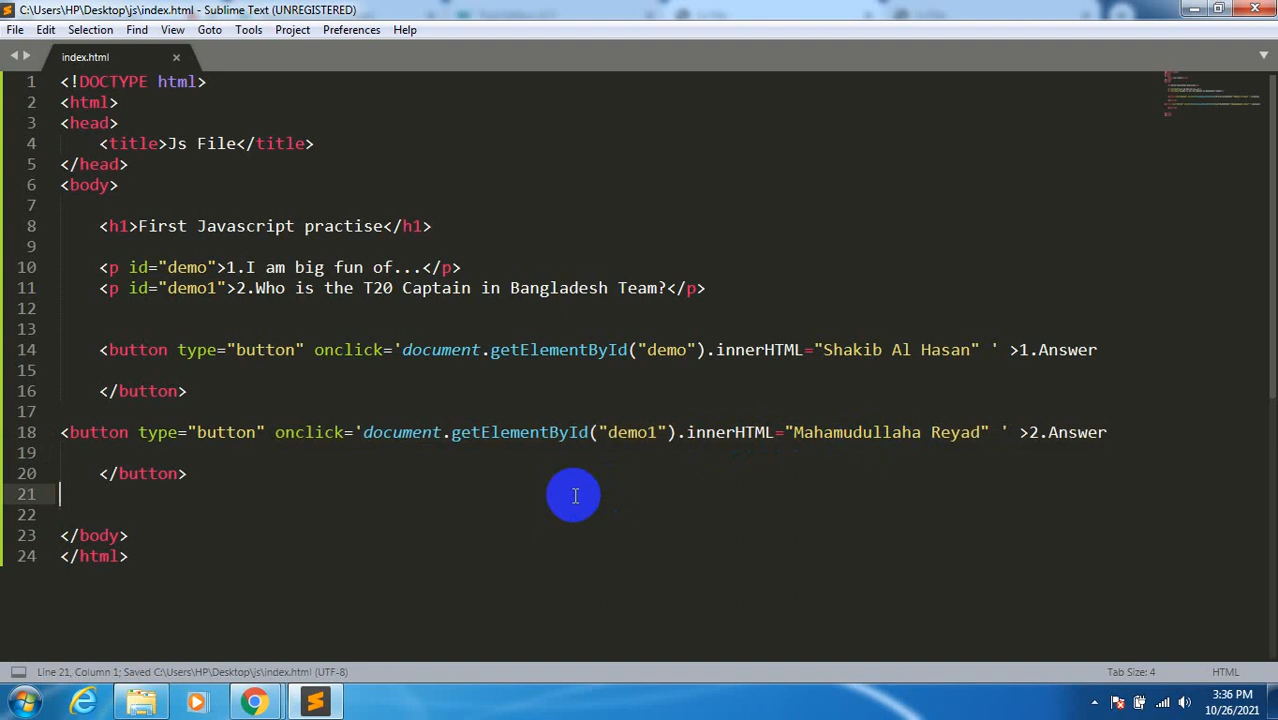 C:\Users\HP\Desktop\js\index.html - Sublime Text (UNREGISTERED)
File Edit Selection Find View Goto Tools Project Preferences Help
index.html
1 <!DOCTYPE html>
2 <html>
3 <head>
4 <title>Js File</title>
5 </head>
6 <body>
7
8 <h1>First Javascript practise</h1>
9
10 <p id="demo">1.I am big fun of...</p>
11 <p id="demo1">2.Who is the T20 Captain in Bangladesh Team?</p>
12
13
14 <button type="button" onclick='document.getElementById("demo").innerHTML="Shakib Al Hasan" ' >1.Answer
15
16 </button>
17
18 <button type="button" onclick='document.getElementById("demo1").innerHTML="Mahamudullaha Reyad" ' >2.Answer
19
20 </button>
21
22
23 </body>
24 </html>
Line 21, Column 1; Saved C:\Users\HP\Desktop\js\index.html (UTF-8) Tab Size: 4 HTML
3:36 PM
10/26/2021